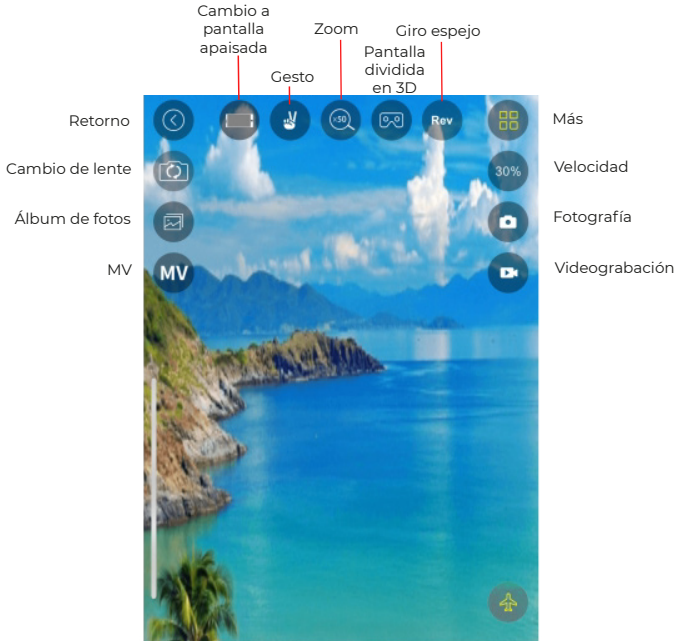 Cambio a
pantalla
apaisada
Gesto
Zoom
Pantalla
dividida
en 3D
Giro espejo
Retorno
×50
Rev
Más
Cambio de lente
30%
Velocidad
Álbum de fotos
Fotografía
MV
MV
Videograbación